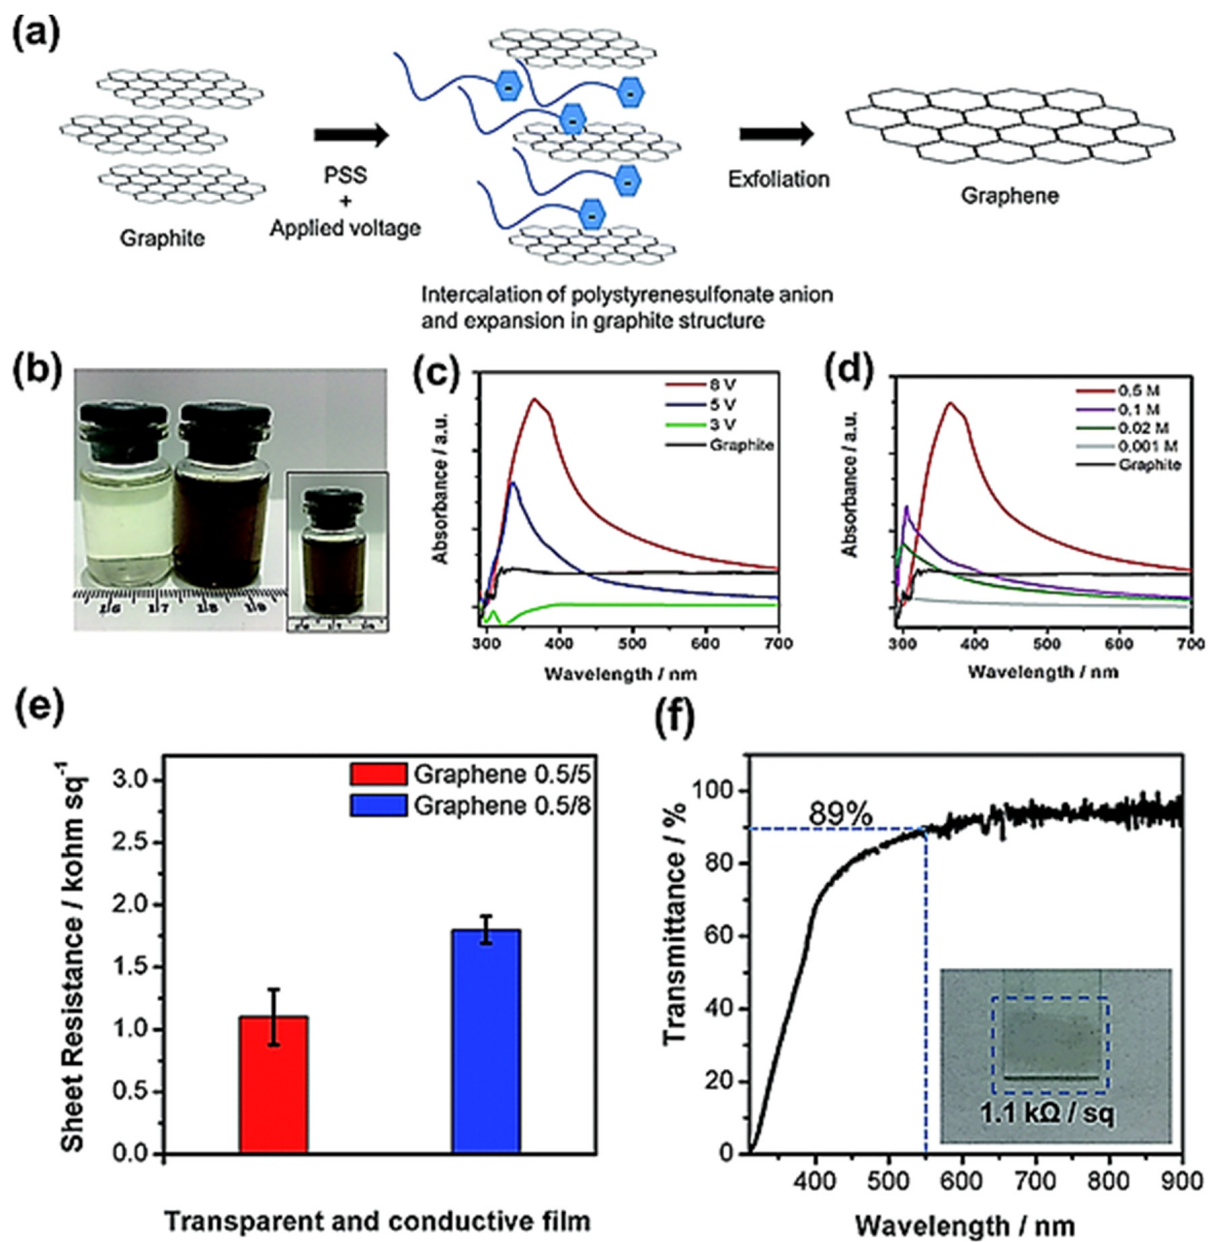 (a)
Graphite
PSS
+
Applied voltage
Exfoliation
Graphene
Intercalation of polystyrenesulfonate anion
and expansion in graphite structure
(b)
16 17 18 19
(c)
Absorbance / a.u.
8 V
5 V
3 V
Graphite
300 400 500 600 700
Wavelength / nm
(d)
Absorbance / a.u.
0.5 M
0.1 M
0.02 M
0.001 M
Graphite
300 400 500 600 700
Wavelength / nm
(e)
Sheet Resistance / kohm sq-1
3.0
2.5
2.0
1.5
1.0
0.5
0.0
Graphene 0.5/5
Graphene 0.5/8
Transparent and conductive film
(f)
Transmittance / %
100
80
60
40
20
0
89%
1.1 kΩ / sq
400 500 600 700 800 900
Wavelength / nm